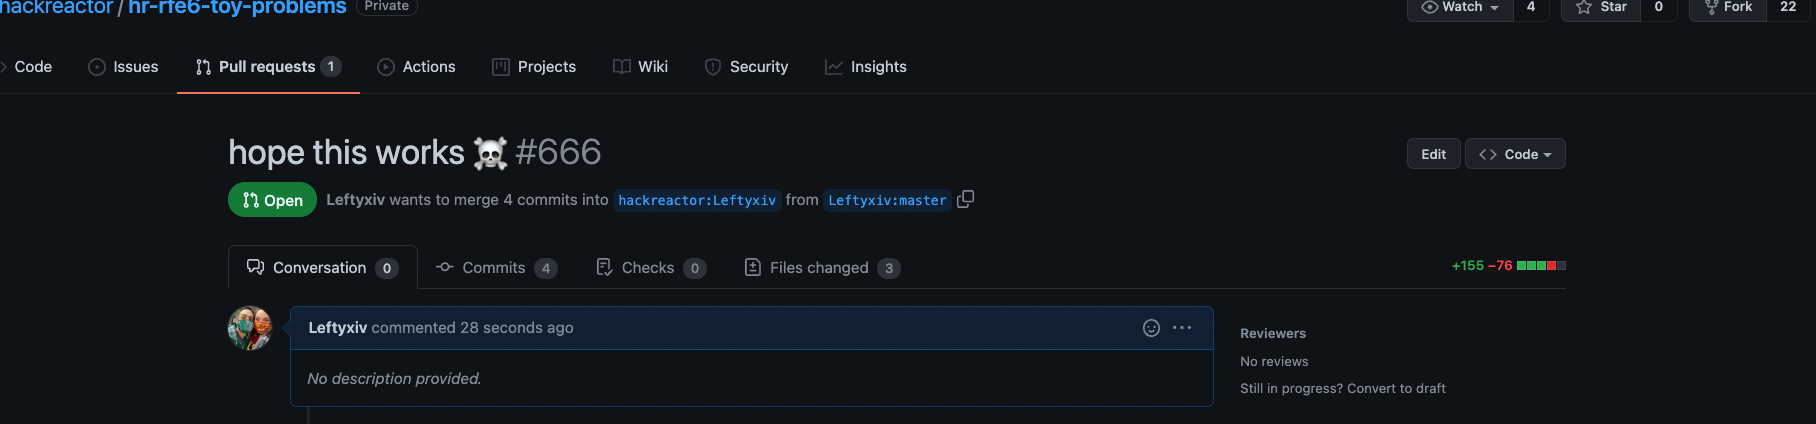 hackreactor / hr-rfe6-toy-problems Private Watch 4 Star 0 Fork 22
Code Issues Pull requests 1 Actions Projects Wiki Security Insights
hope this works ☠️ #666 Edit Code
Open Leftyxiv wants to merge 4 commits into hackreactor:Leftyxiv from Leftyxiv:master
Conversation 0 Commits 4 Checks 0 Files changed 3 +155 −76
Leftyxiv commented 28 seconds ago
No description provided.
Reviewers
No reviews
Still in progress? Convert to draft